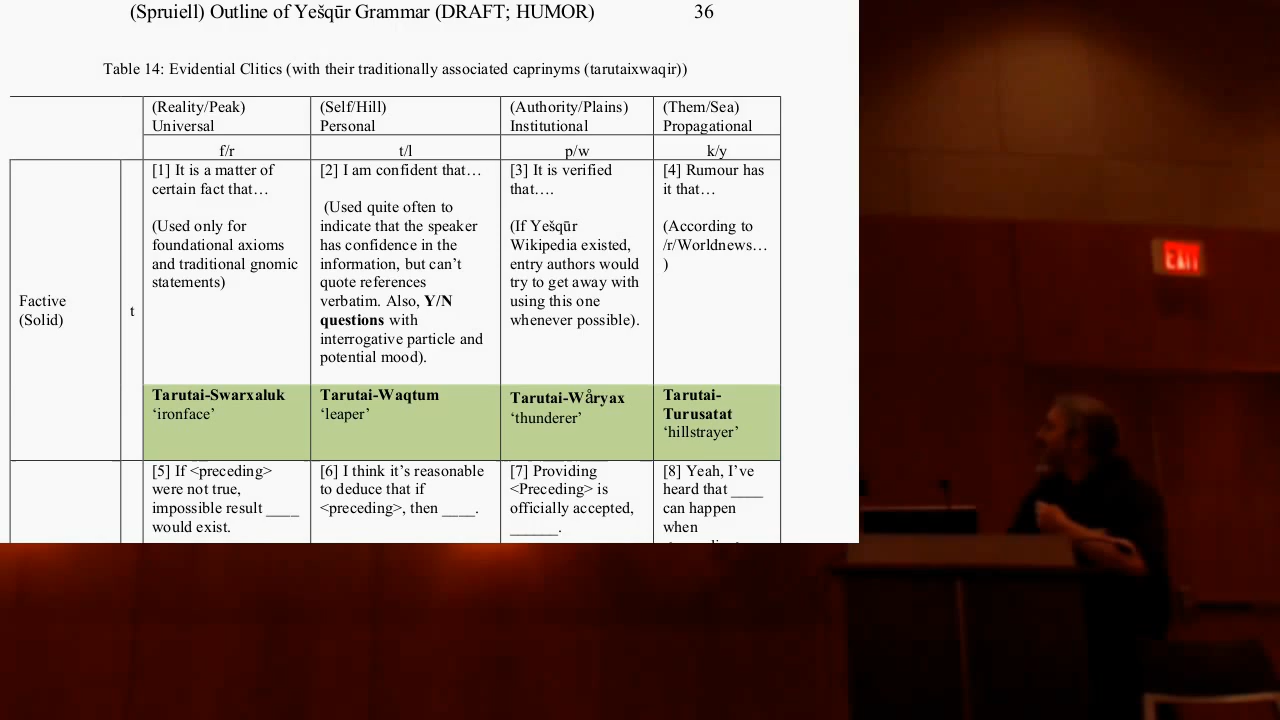 (Spruiell) Outline of Yešqūr Grammar (DRAFT; HUMOR) 36
Table 14: Evidential Clitics (with their traditionally associated caprinyms (tarutaixwaqir))
(Reality/Peak)
Universal
(Self/Hill)
Personal
(Authority/Plains)
Institutional
(Them/Sea)
Propagational
f/r
t/l
p/w
k/y
Factive
(Solid)
t
[1] It is a matter of
certain fact that…
(Used only for
foundational axioms
and traditional gnomic
statements)
[2] I am confident that…
(Used quite often to
indicate that the speaker
has confidence in the
information, but can’t
quote references
verbatim. Also, Y/N
questions with
interrogative particle and
potential mood).
[3] It is verified
that….
(If Yešqūr
Wikipedia existed,
entry authors would
try to get away with
using this one
whenever possible).
[4] Rumour has
it that…
(According to
/r/Worldnews…
)
Tarutai-Swarxaluk
‘ironface’
Tarutai-Waqtum
‘leaper’
Tarutai-Wåryax
‘thunderer’
Tarutai-
Turusatat
‘hillstrayer’
[5] If <preceding>
were not true,
impossible result ____
would exist.
[6] I think it’s reasonable
to deduce that if
<preceding>, then ____.
[7] Providing
<Preceding> is
officially accepted,
______.
[8] Yeah, I’ve
heard that ____
can happen
when
EXIT